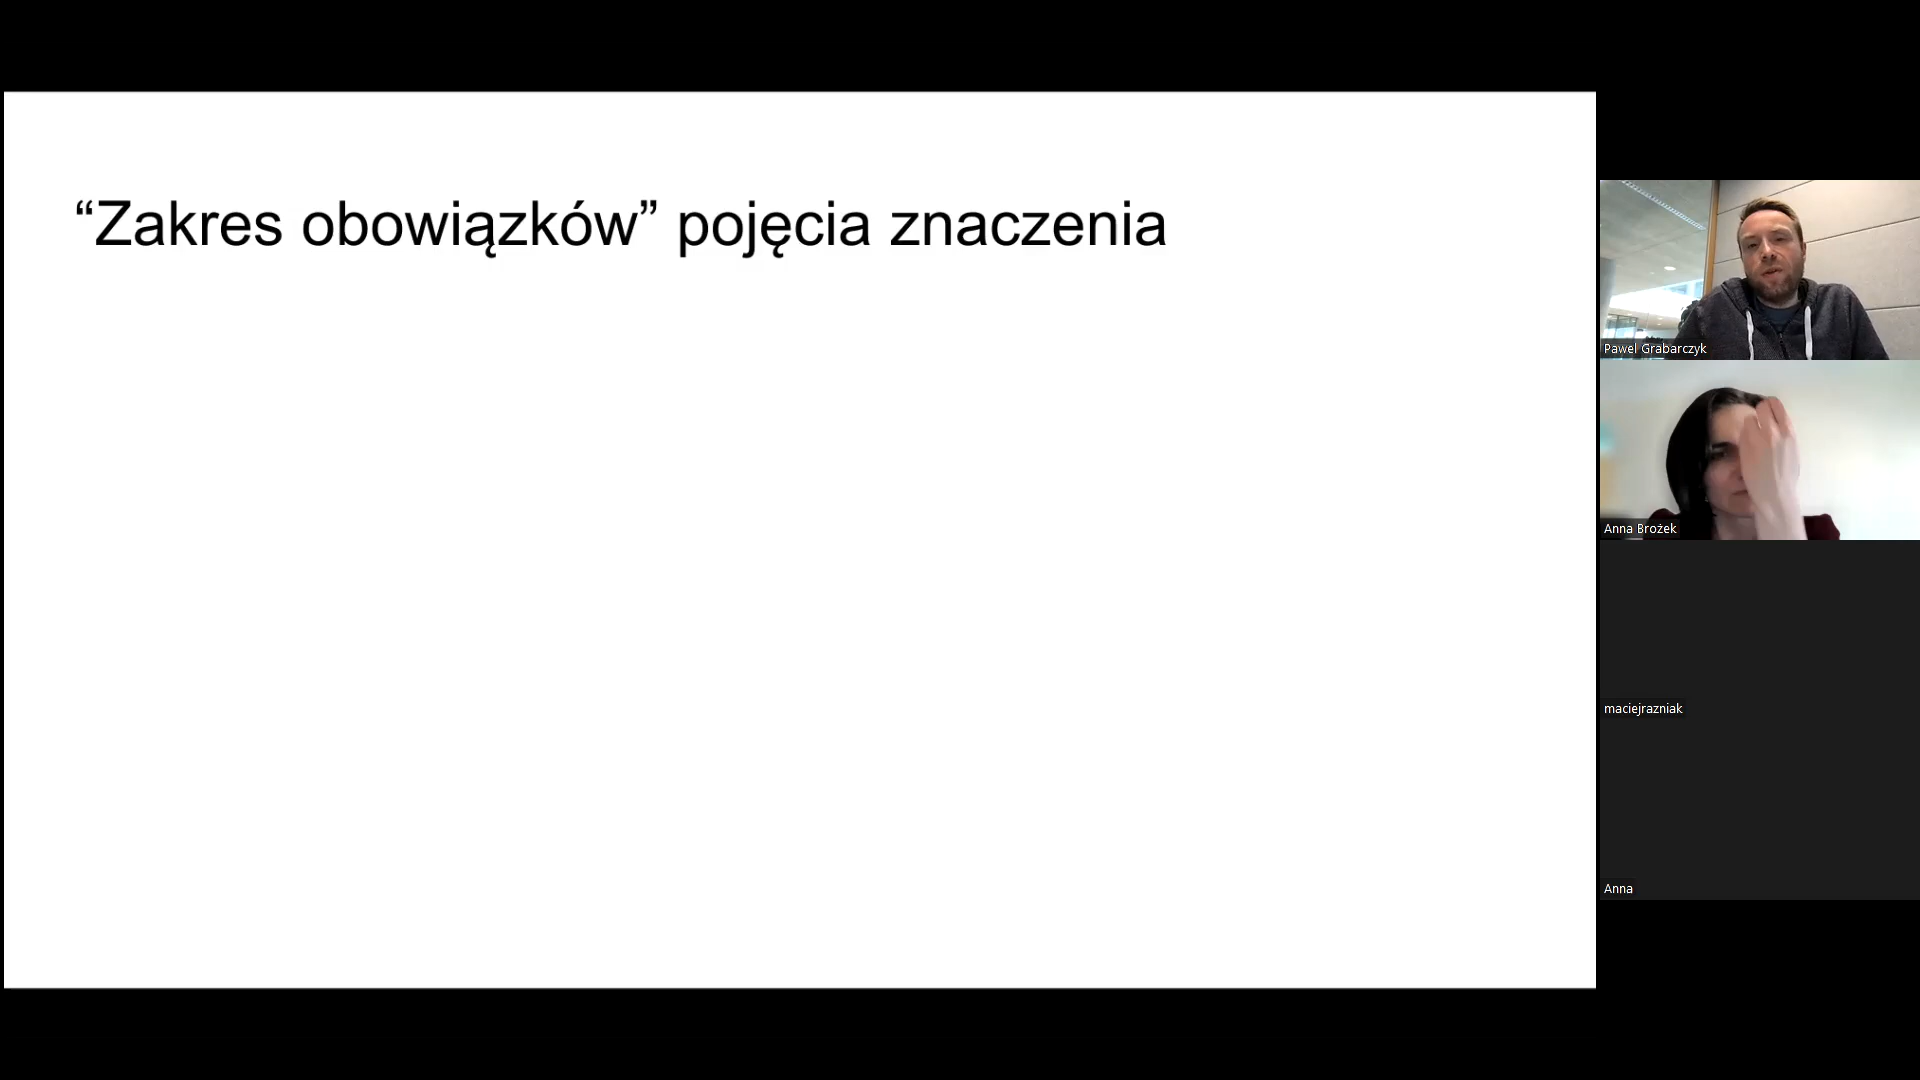 “Zakres obowiązków” pojęcia znaczenia
Pawel Grabarczyk
Anna Brożek
maciejrazniak
Anna